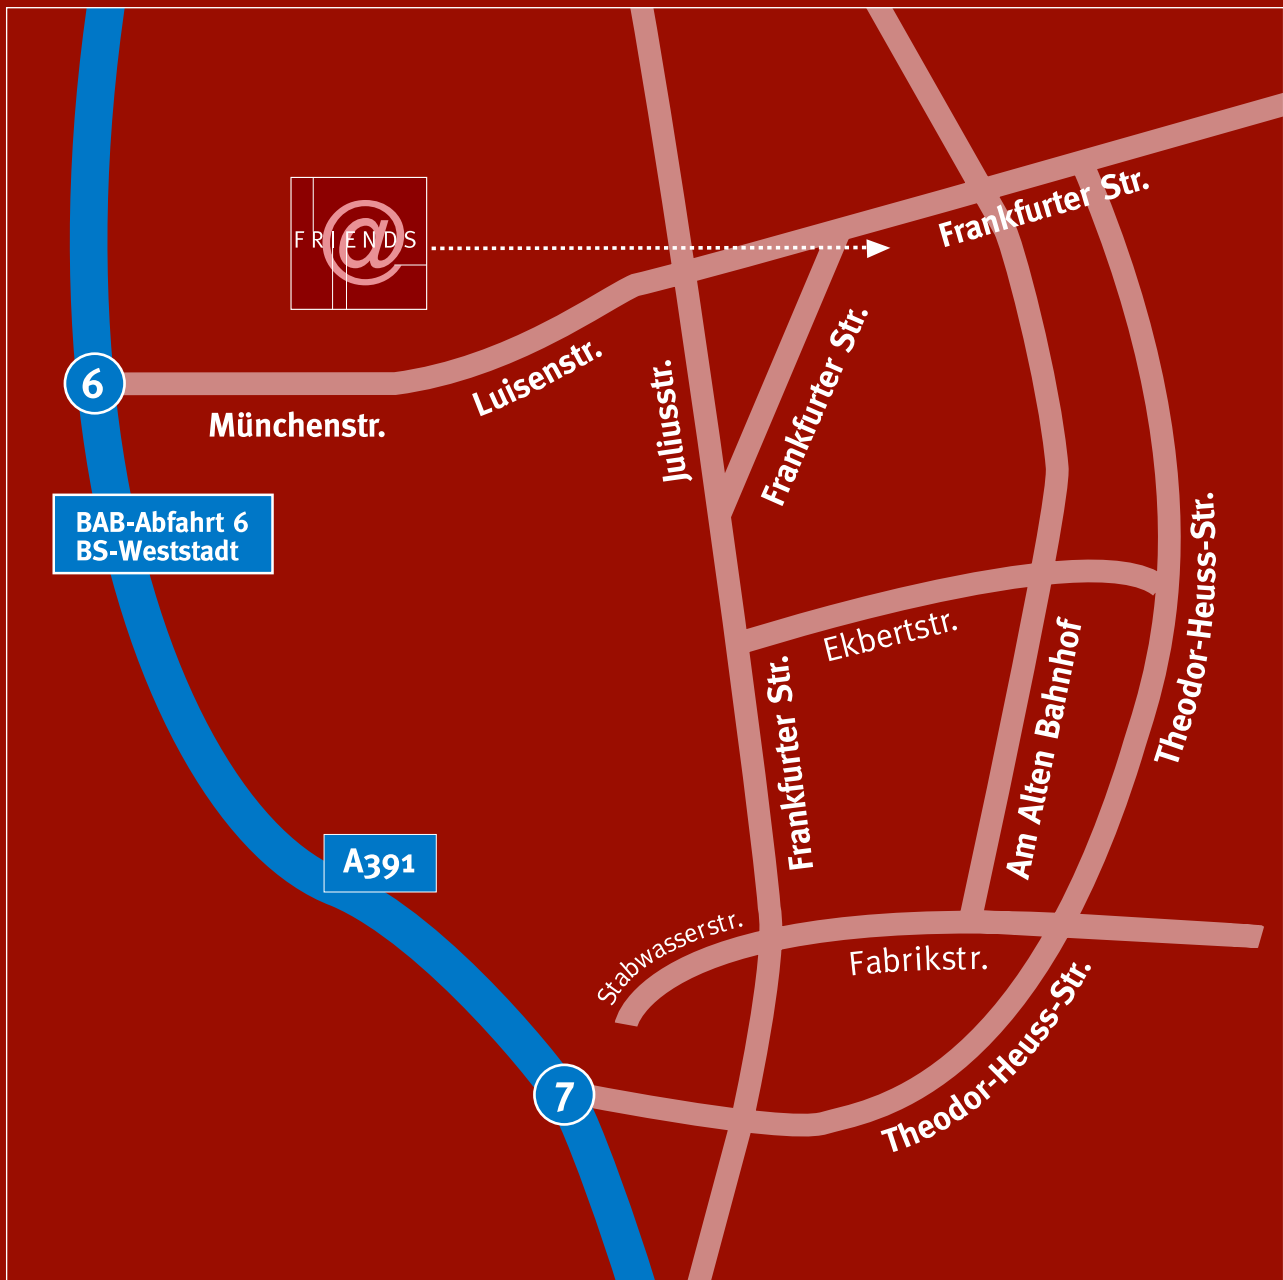 Frankfurter Str.
FRIENDS
@
Luisenstr.
Juliusstr.
Frankfurter Str.
6
Münchenstr.
BAB-Abfahrt 6
BS-Weststadt
Theodor-Heuss-Str.
Ekbertstr.
Am Alten Bahnhof
Frankfurter Str.
A391
Stabwasserstr.
Fabrikstr.
Theodor-Heuss-Str.
7